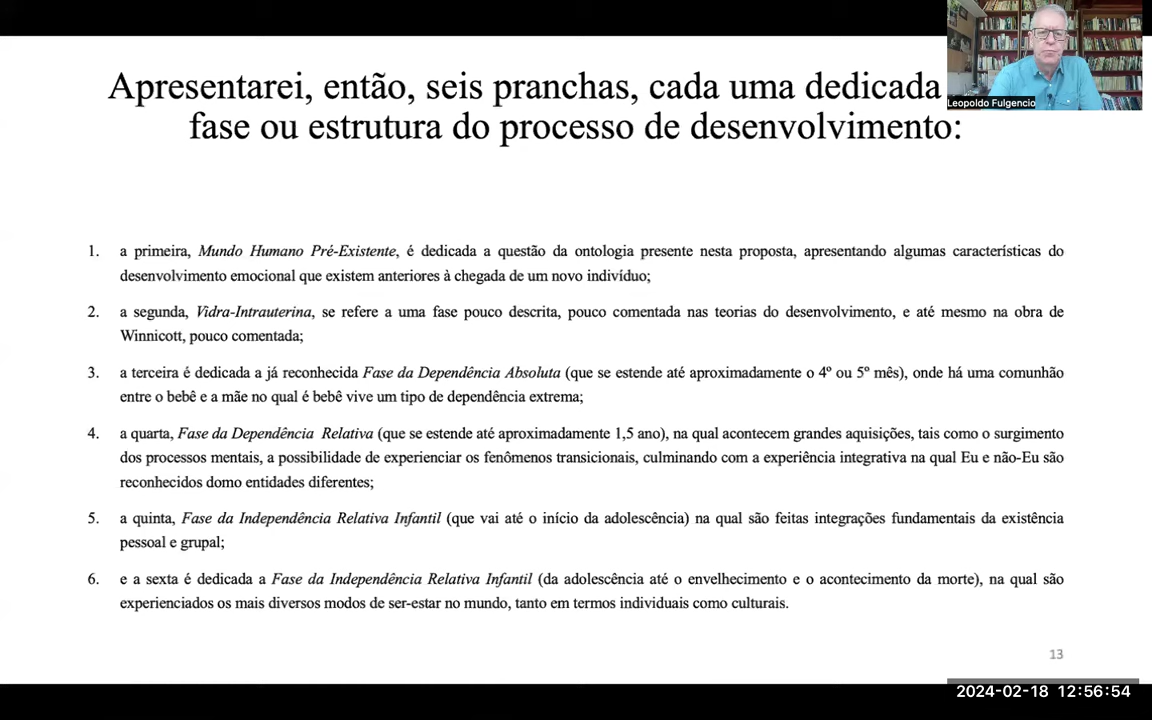 Apresentarei, então, seis pranchas, cada uma dedicada
fase ou estrutura do processo de desenvolvimento:
Leopoldo Fulgencio
1. a primeira, Mundo Humano Pré-Existente, é dedicada a questão da ontologia presente nesta proposta, apresentando algumas características do
desenvolvimento emocional que existem anteriores à chegada de um novo indivíduo;
2. a segunda, Vidra-Intrauterina, se refere a uma fase pouco descrita, pouco comentada nas teorias do desenvolvimento, e até mesmo na obra de
Winnicott, pouco comentada;
3. a terceira é dedicada a já reconhecida Fase da Dependência Absoluta (que se estende até aproximadamente o 4º ou 5º mês), onde há uma comunhão
entre o bebê e a mãe no qual é bebê vive um tipo de dependência extrema;
4. a quarta, Fase da Dependência Relativa (que se estende até aproximadamente 1,5 ano), na qual acontecem grandes aquisições, tais como o surgimento
dos processos mentais, a possibilidade de experienciar os fenômenos transicionais, culminando com a experiência integrativa na qual Eu e não-Eu são
reconhecidos domo entidades diferentes;
5. a quinta, Fase da Independência Relativa Infantil (que vai até o início da adolescência) na qual são feitas integrações fundamentais da existência
pessoal e grupal;
6. e a sexta é dedicada a Fase da Independência Relativa Infantil (da adolescência até o envelhecimento e o acontecimento da morte), na qual são
experienciados os mais diversos modos de ser-estar no mundo, tanto em termos individuais como culturais.
13
2024-02-18 12:56:54